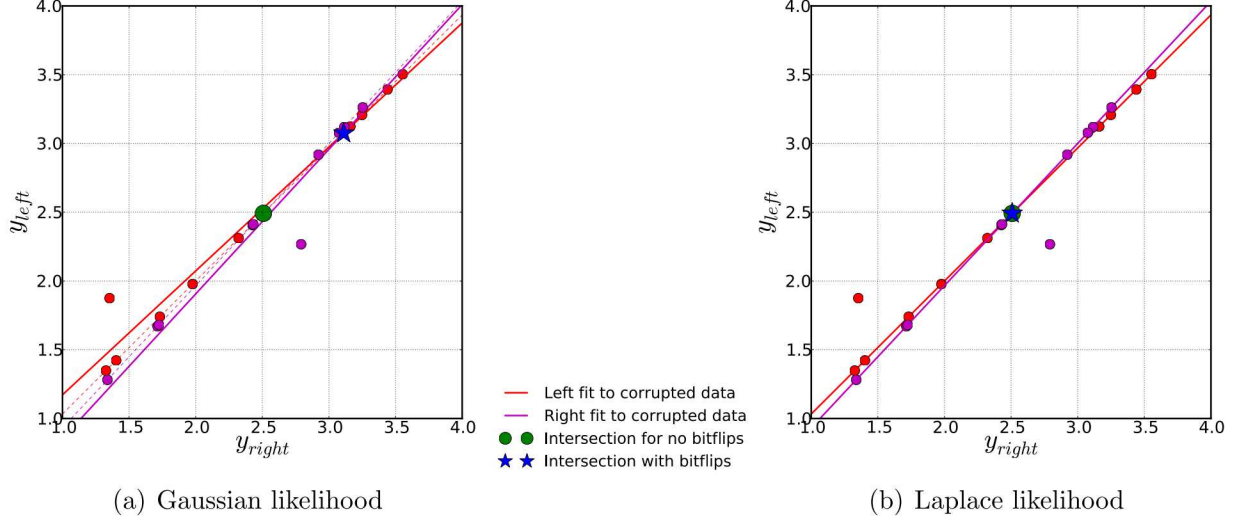 4.0
3.5
3.0
2.5
2.0
1.5
1.0
y_left
1.0 1.5 2.0 2.5 3.0 3.5 4.0
y_right
Left fit to corrupted data
Right fit to corrupted data
Intersection for no bitflips
Intersection with bitflips
4.0
3.5
3.0
2.5
2.0
1.5
1.0
y_left
1.0 1.5 2.0 2.5 3.0 3.5 4.0
y_right
(a) Gaussian likelihood
(b) Laplace likelihood